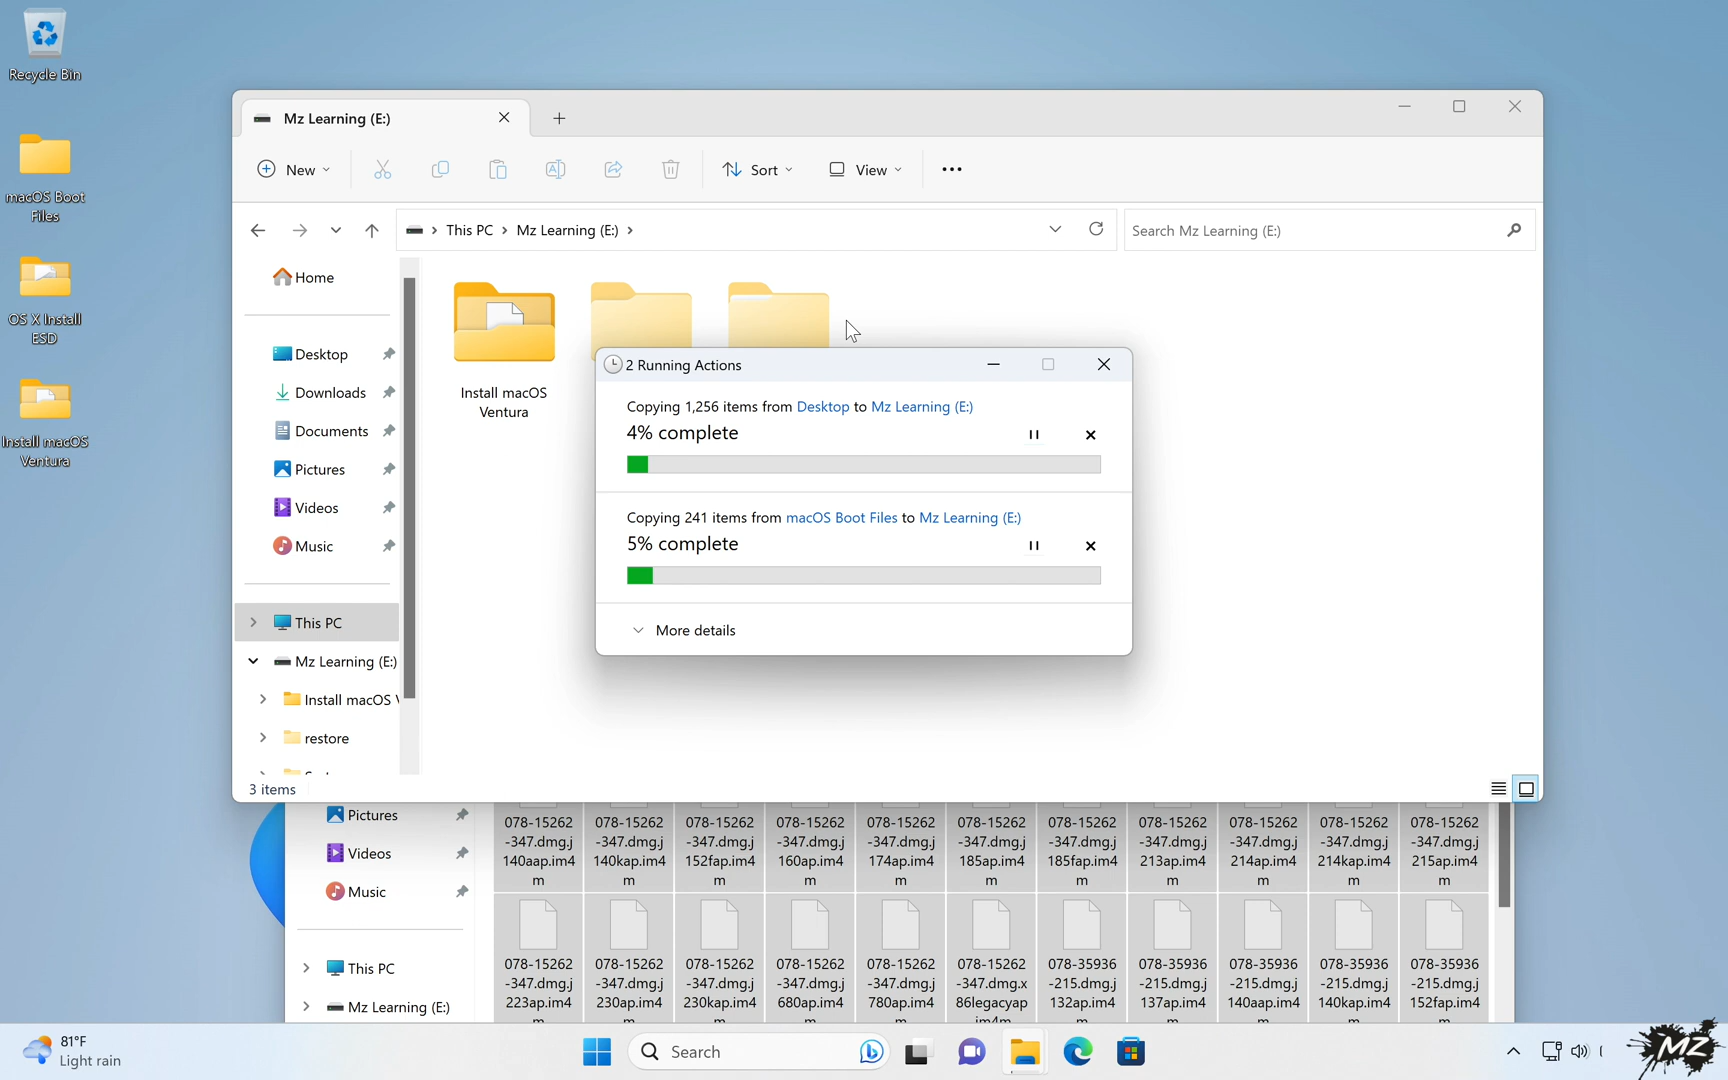 Recycle Bin
macOS Boot
Files
OS X Install
ESD
Install macOS
Ventura
Mz Learning (E:)
New
Sort
View
This PC
Mz Learning (E:)
Search Mz Learning (E:)
Home
Desktop
Downloads
Documents
Pictures
Videos
Music
This PC
Mz Learning (E:)
Install macOS
restore
3 items
Install macOS
Ventura
2 Running Actions
Copying 1,256 items from Desktop to Mz Learning (E:)
4% complete
Copying 241 items from macOS Boot Files to Mz Learning (E:)
5% complete
More details
Pictures
Videos
Music
This PC
Mz Learning (E:)
078-15262 078-15262 078-15262 078-15262 078-15262 078-15262 078-15262 078-15262 078-15262 078-15262 078-15262
-347.dmg.j -347.dmg.j -347.dmg.j -347.dmg.j -347.dmg.j -347.dmg.j -347.dmg.j -347.dmg.j -347.dmg.j -347.dmg.j -347.dmg.j
140aap.im4 140kap.im4 152fap.im4 160ap.im4 174ap.im4 185ap.im4 185fap.im4 213ap.im4 214ap.im4 214kap.im4 215ap.im4
m m m m m m m m m m m
078-15262 078-15262 078-15262 078-15262 078-15262 078-15262 078-35936 078-35936 078-35936 078-35936 078-35936
-347.dmg.j -347.dmg.j -347.dmg.j -347.dmg.j -347.dmg.j -347.dmg.x -215.dmg.j -215.dmg.j -215.dmg.j -215.dmg.j -215.dmg.j
223ap.im4 230ap.im4 230kap.im4 680ap.im4 780ap.im4 86legacyap 132ap.im4 137ap.im4 140aap.im4 140kap.im4 152fap.im4
81°F
Light rain
Search
MZ